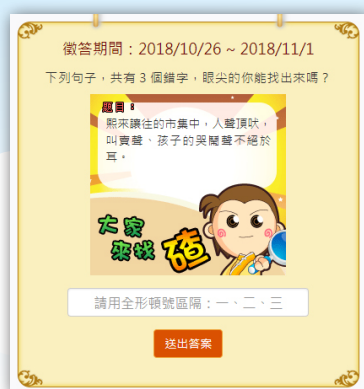 徵答期間：2018/10/26 ~ 2018/11/1
下列句子，共有 3 個錯字，眼尖的你能找出來嗎？
題目：
熙來讓往的市集中，人聲頂吠，
叫賣聲、孩子的哭鬧聲不絕於
耳。
大家
來找碴
請用全形頓號區隔：一、二、三
送出答案